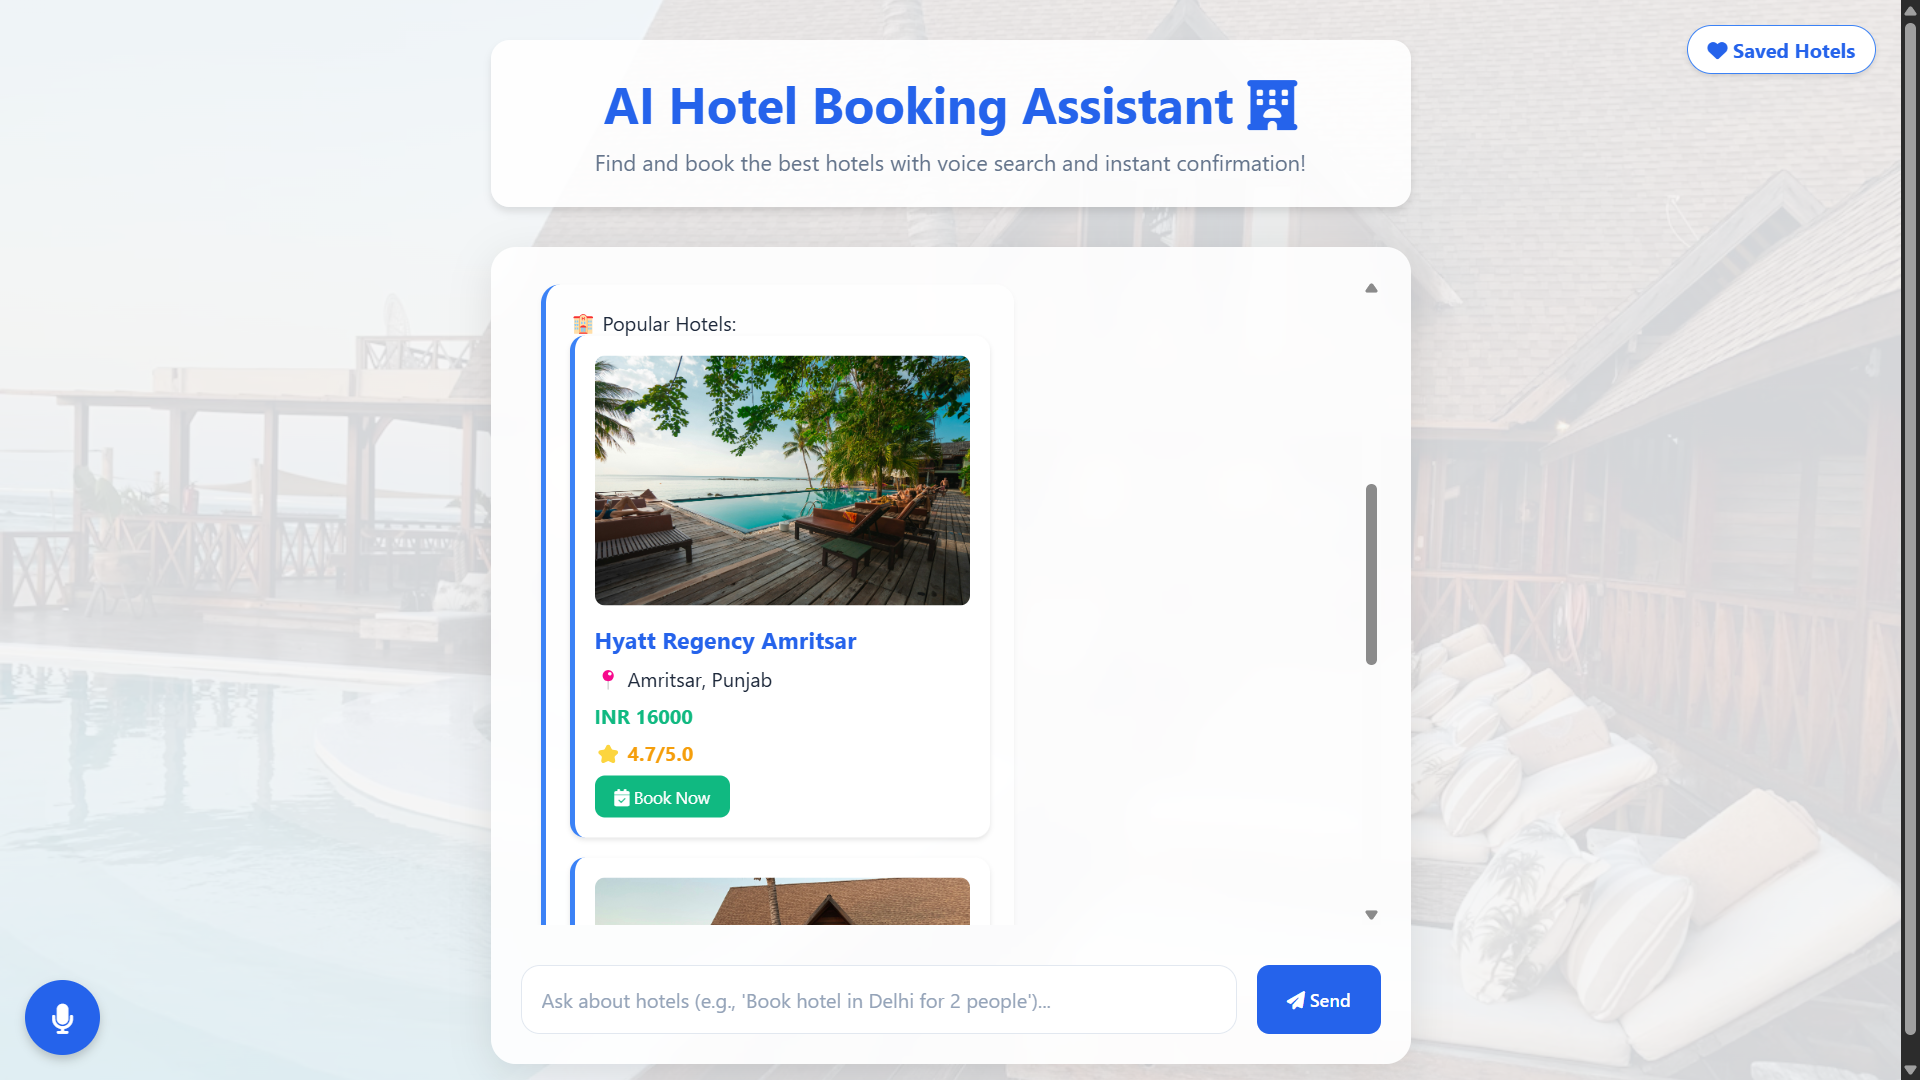 Saved Hotels
AI Hotel Booking Assistant
Find and book the best hotels with voice search and instant confirmation!
🏨 Popular Hotels:
Hyatt Regency Amritsar
📍 Amritsar, Punjab
INR 16000
⭐ 4.7/5.0
Book Now
Ask about hotels (e.g., 'Book hotel in Delhi for 2 people')...
Send